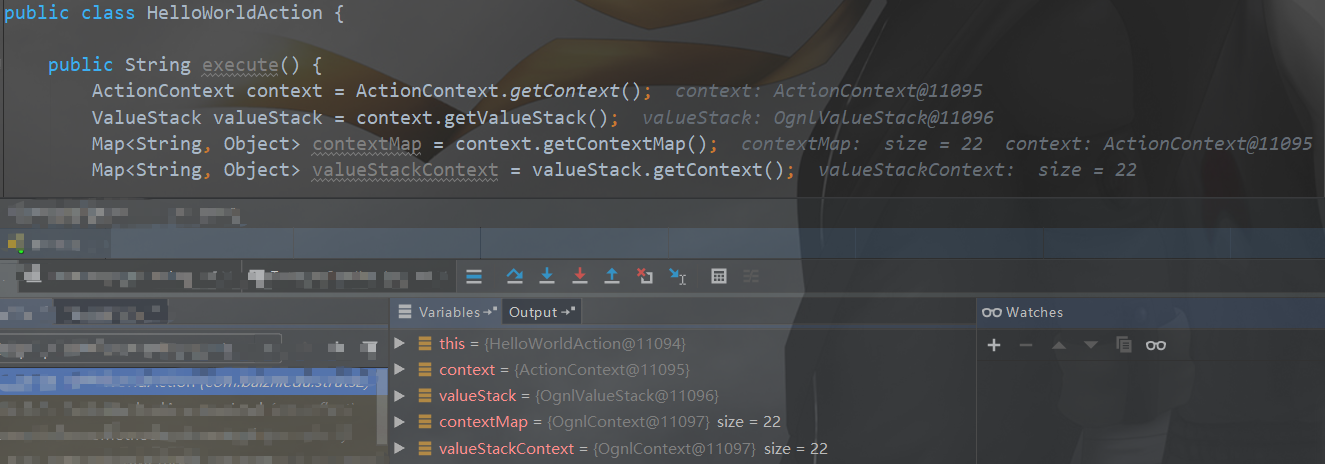 public class HelloWorldAction {
public String execute() {
ActionContext context = ActionContext.getContext(); context: ActionContext@11095
ValueStack valueStack = context.getValueStack(); valueStack: OgnlValueStack@11096
Map<String, Object> contextMap = context.getContextMap(); contextMap: size = 22 context: ActionContext@11095
Map<String, Object> valueStackContext = valueStack.getContext(); valueStackContext: size = 22
Variables Output Watches
this = {HelloWorldAction@11094}
context = {ActionContext@11095}
valueStack = {OgnlValueStack@11096}
contextMap = {OgnlContext@11097} size = 22
valueStackContext = {OgnlContext@11097} size = 22